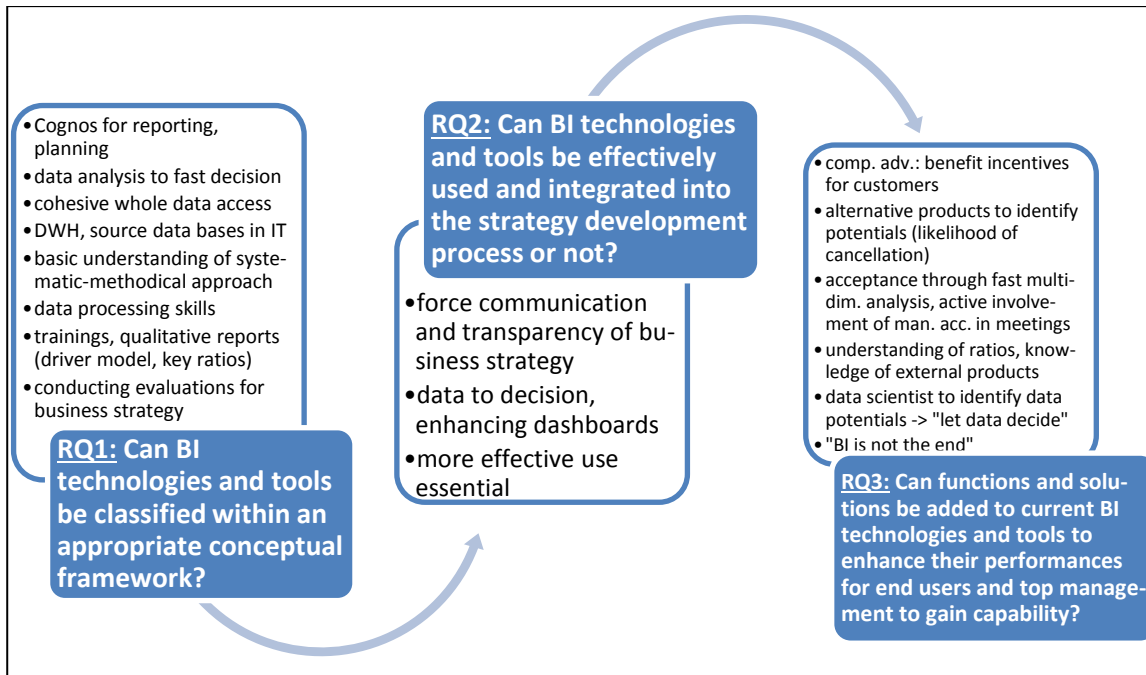 •Cognos for reporting,
planning
•data analysis to fast decision
•cohesive whole data access
•DWH, source data bases in IT
•basic understanding of syste-
matic-methodical approach
•data processing skills
•trainings, qualitative reports
(driver model, key ratios)
•conducting evaluations for
business strategy
RQ1: Can BI
technologies and tools
be classified within an
appropriate conceptual
framework?
RQ2: Can BI technologies
and tools be effectively
used and integrated into
the strategy development
process or not?
•force communication
and transparency of bu-
siness strategy
•data to decision,
enhancing dashboards
•more effective use
essential
•comp. adv.: benefit incentives
for customers
•alternative products to identify
potentials (likelihood of
cancellation)
•acceptance through fast multi-
dim. analysis, active involve-
ment of man. acc. in meetings
•understanding of ratios, know-
ledge of external products
•data scientist to identify data
potentials -> "let data decide"
•"BI is not the end"
RQ3: Can functions and solu-
tions be added to current BI
technologies and tools to
enhance their performances
for end users and top manage-
ment to gain capability?